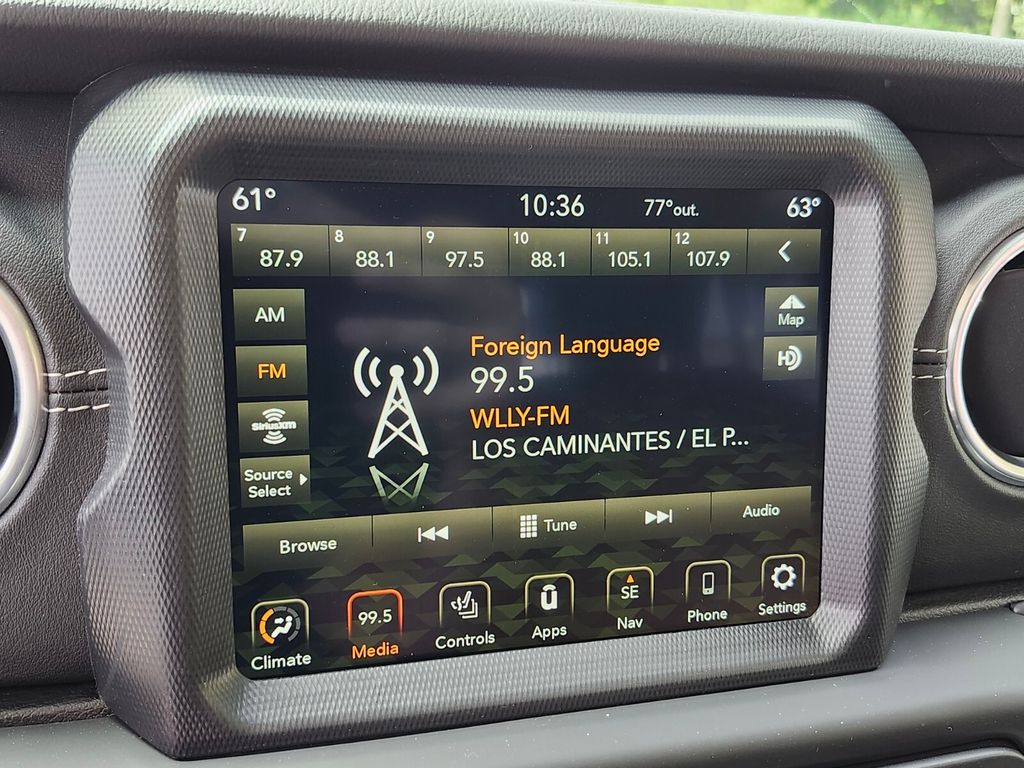 61° 10:36 77°out. 63°
7 8 9 10 11 12
87.9 88.1 97.5 88.1 105.1 107.9
AM
Map
FM
HD
SiriusXM
Source
Select
Foreign Language
99.5
WLLY-FM
LOS CAMINANTES / EL P...
Browse Tune Audio
99.5 SE
Climate Media Controls Apps Nav Phone Settings